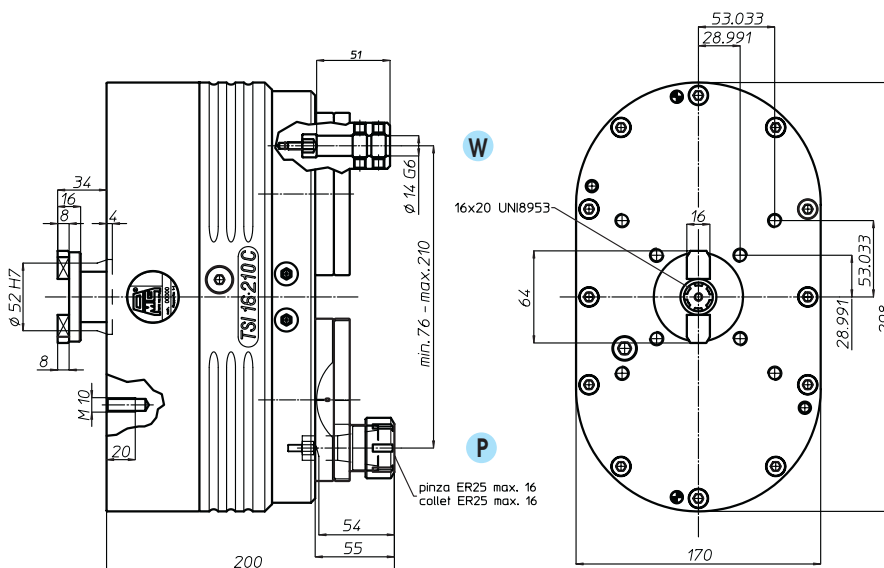 51
W
34
16
8
4
Ø 14 G6
Ø 52 H7
TSI 16-210C
min.76 - max.210
8
M 10
20
P
pinza ER25 max. 16
collet ER25 max. 16
54
55
200
53.033
28.991
16x20 UNI8953
16
64
28.991
53.033
170